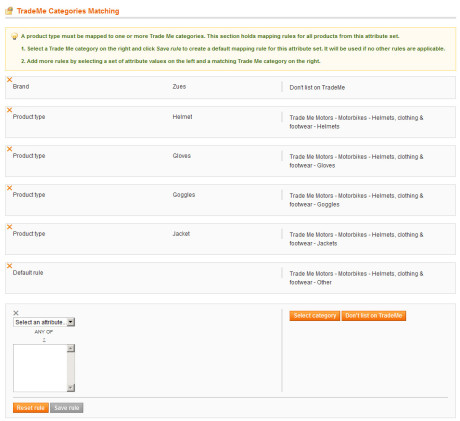 TradeMe Categories Matching
A product type must be mapped to one or more Trade Me categories. This section holds mapping rules for all products from this attribute set.
1. Select a Trade Me category on the right and click Save rule to create a default mapping rule for this attribute set. It will be used if no other rules are applicable.
2. Add more rules by selecting a set of attribute values on the left and a matching Trade Me category on the right.
Brand Zues Don't list on TradeMe
Product type Helmet Trade Me Motors - Motorbikes - Helmets, clothing &
footwear - Helmets
Product type Gloves Trade Me Motors - Motorbikes - Helmets, clothing &
footwear - Gloves
Product type Goggles Trade Me Motors - Motorbikes - Helmets, clothing &
footwear - Goggles
Product type Jacket Trade Me Motors - Motorbikes - Helmets, clothing &
footwear - Jackets
Default rule Trade Me Motors - Motorbikes - Helmets, clothing &
footwear - Other
Select an attribute... Select category Don't list on TradeMe
ANY OF
Reset rule Save rule